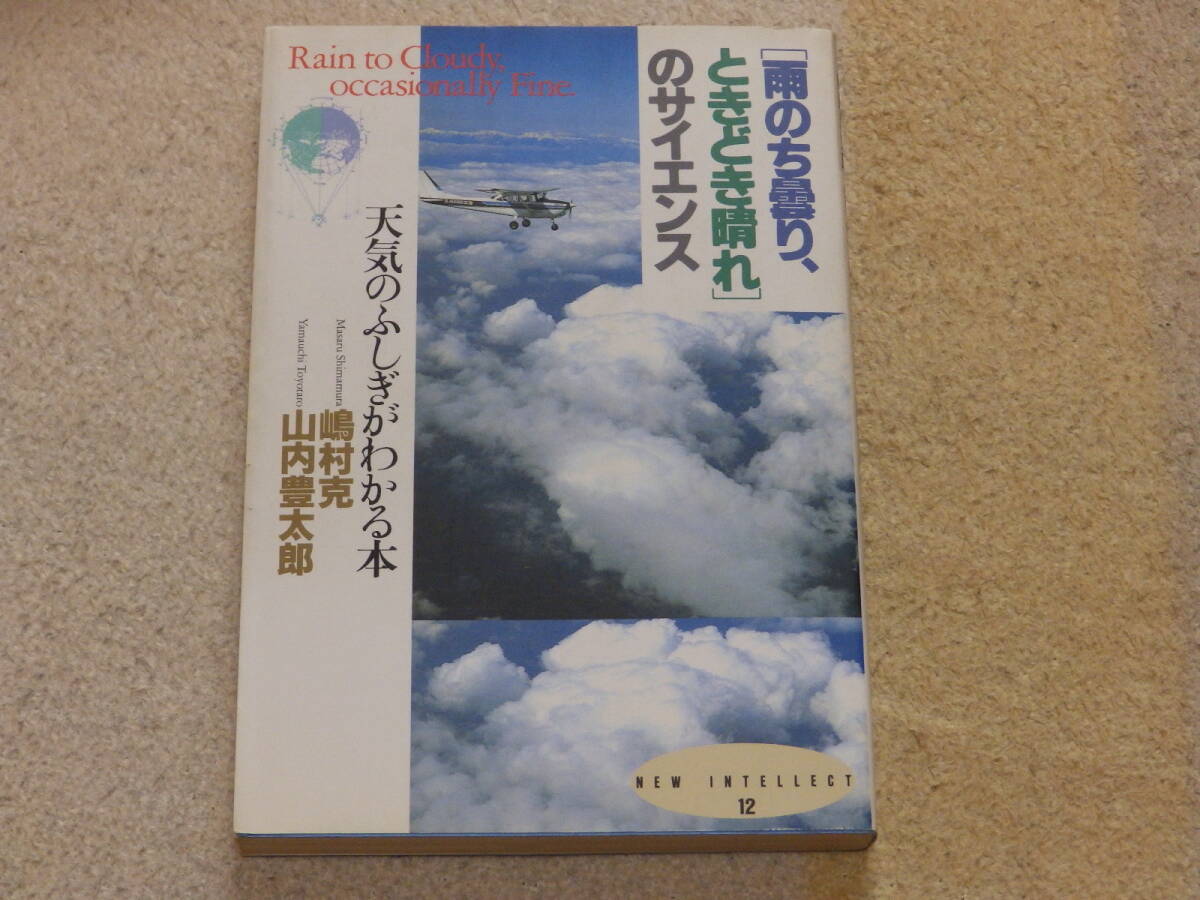 Rain to Cloudy,
occasionally Fine.
[雨のち曇り、
ときどき晴れ]
のサイエンス
天気のふしぎがわかる本
Masaru Shimamura
嶋村克
Yamauchi Toyotaro
山内豊太郎
NEW INTELLECT
12